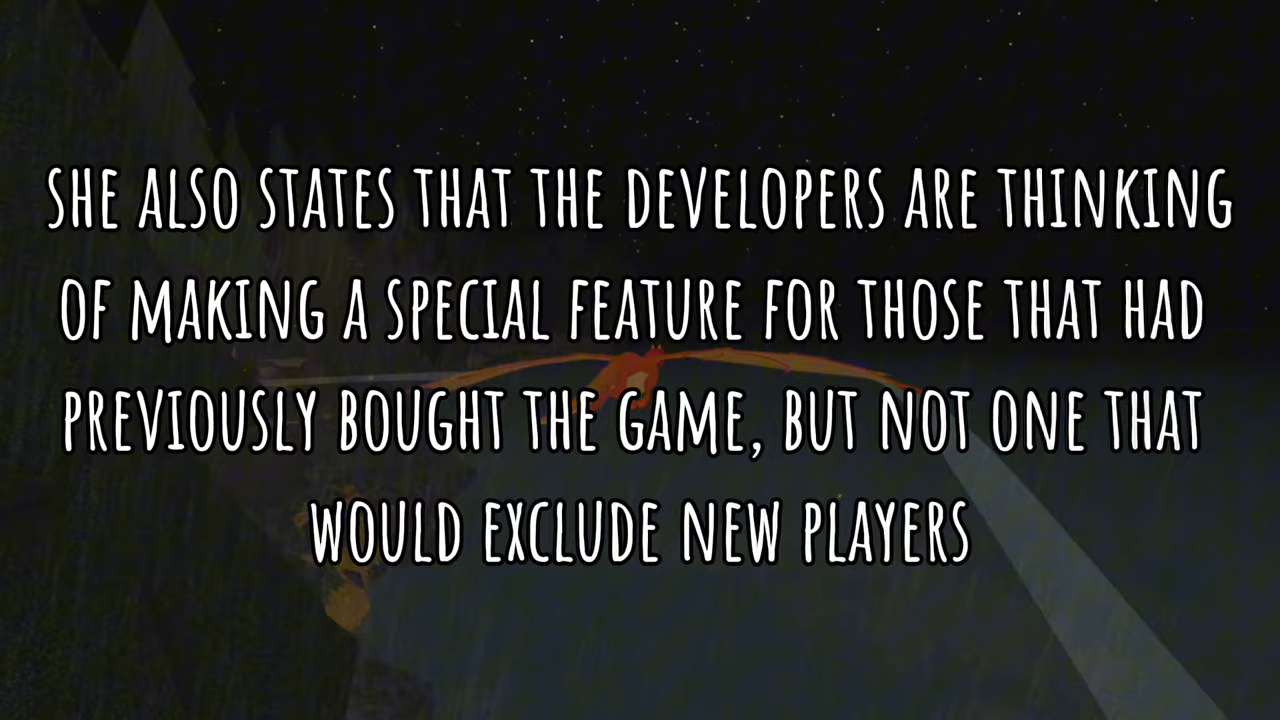 SHE ALSO STATES THAT THE DEVELOPERS ARE THINKING
OF MAKING A SPECIAL FEATURE FOR THOSE THAT HAD
PREVIOUSLY BOUGHT THE GAME, BUT NOT ONE THAT
WOULD EXCLUDE NEW PLAYERS